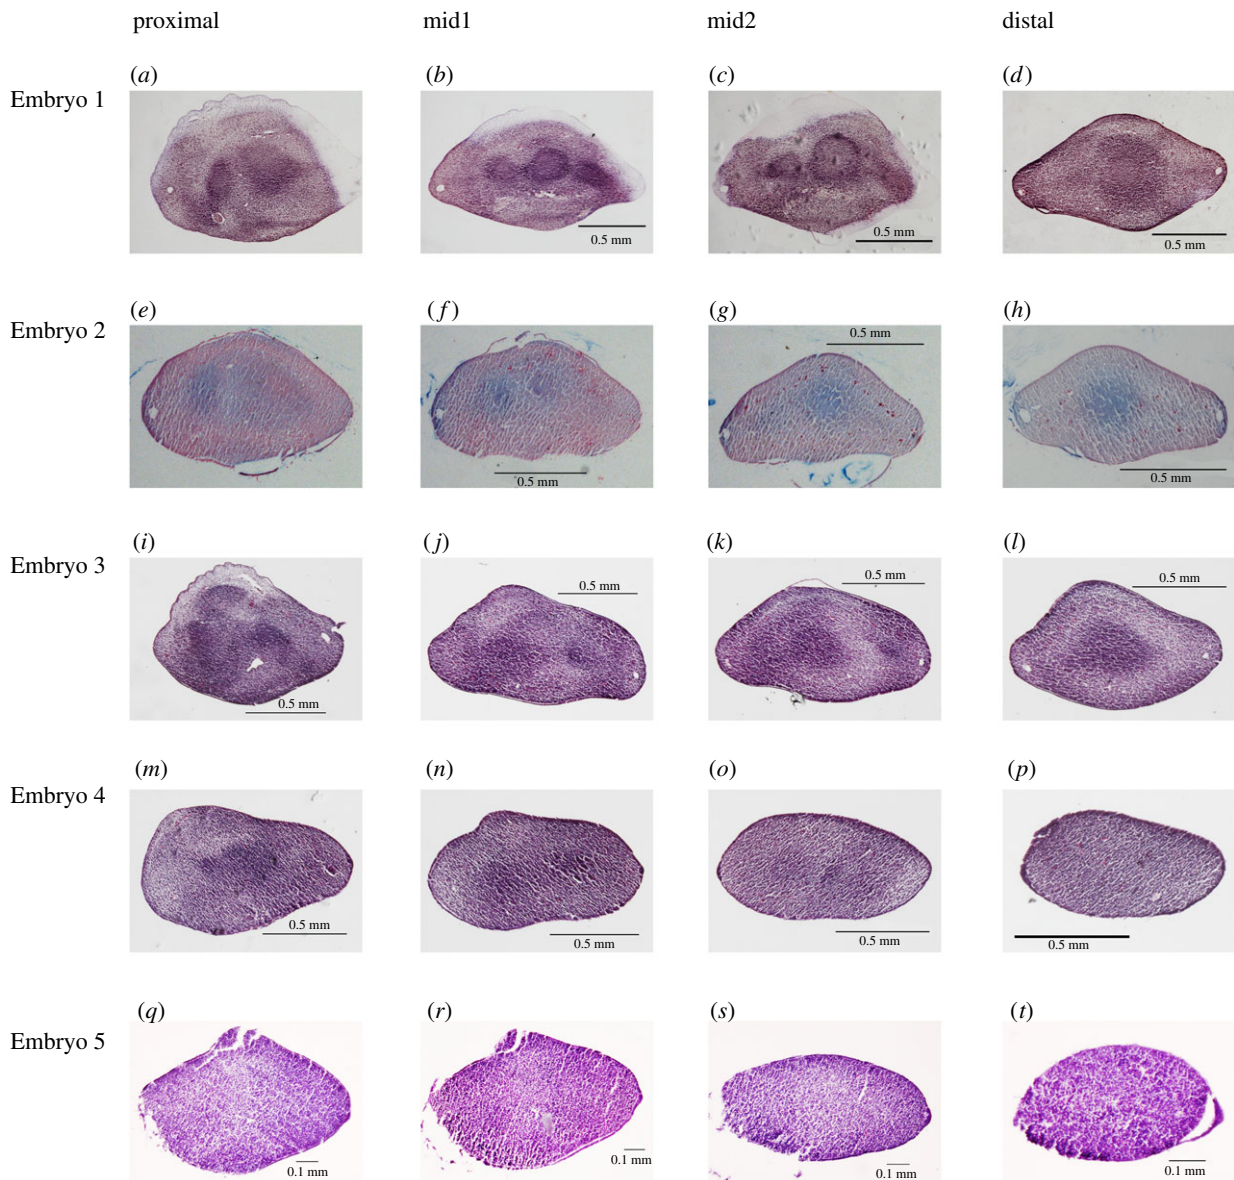 proximal mid1 mid2 distal
Embryo 1
(a) (b) (c) (d)
0.5 mm 0.5 mm 0.5 mm
Embryo 2
(e) (f) (g) (h)
0.5 mm 0.5 mm 0.5 mm
Embryo 3
(i) (j) (k) (l)
0.5 mm 0.5 mm 0.5 mm 0.5 mm
Embryo 4
(m) (n) (o) (p)
0.5 mm 0.5 mm 0.5 mm 0.5 mm
Embryo 5
(q) (r) (s) (t)
0.1 mm 0.1 mm 0.1 mm 0.1 mm